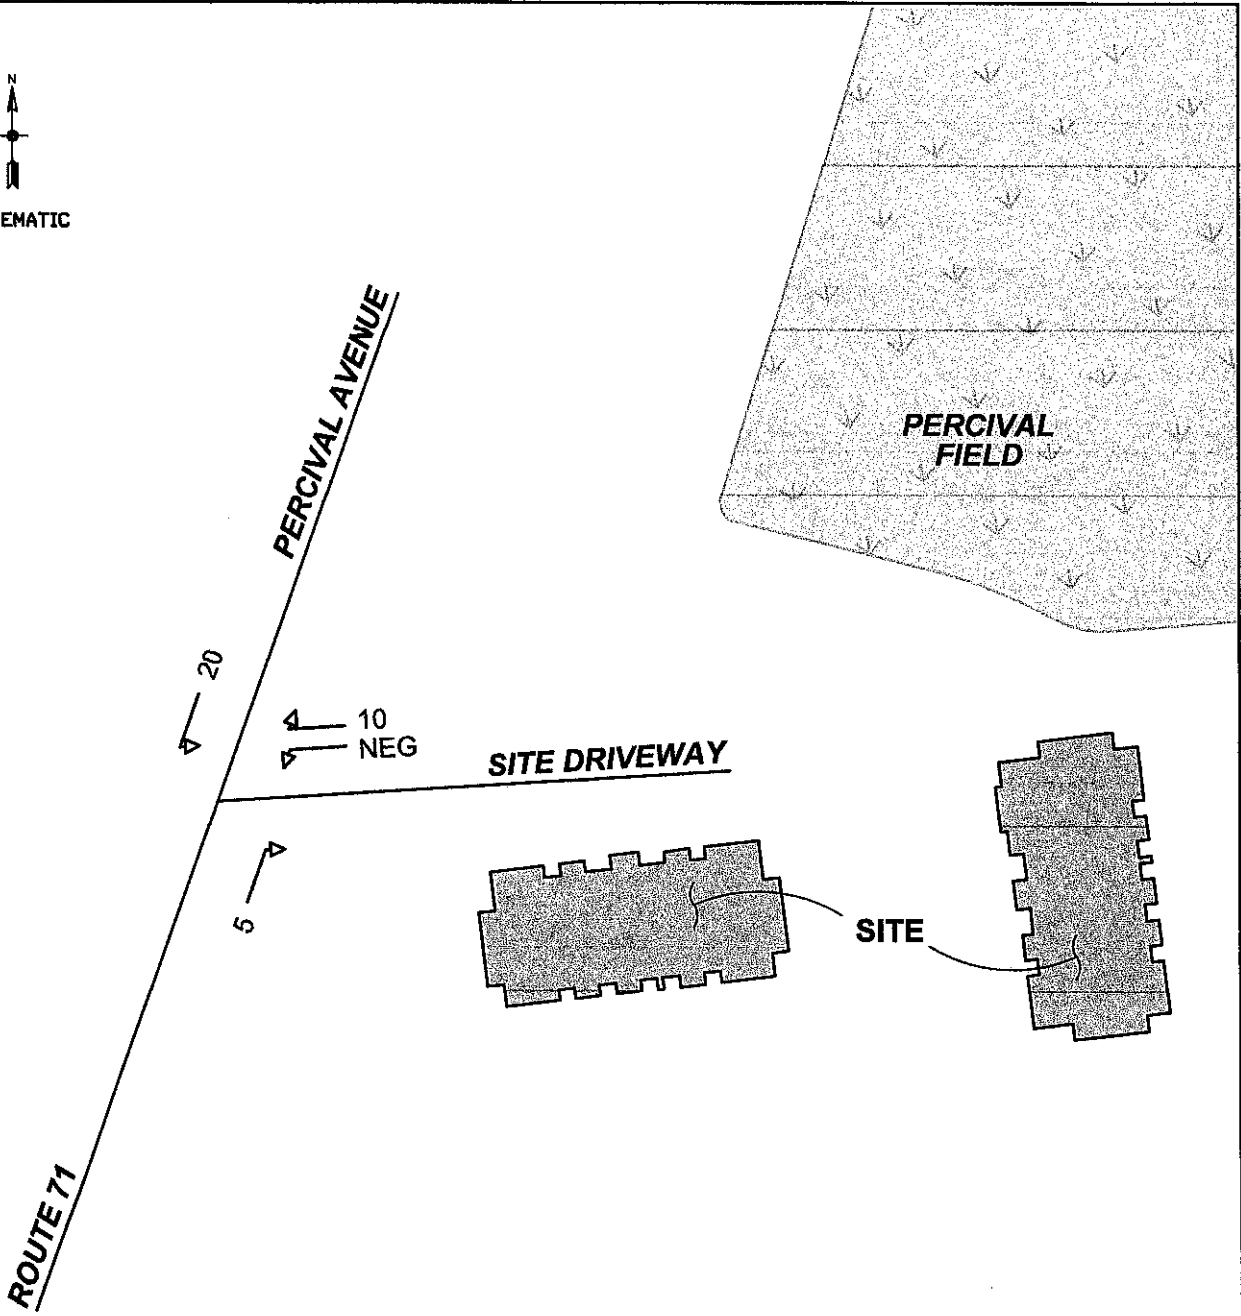 N
EMATIC
PERCIVAL AVENUE
PERCIVAL
FIELD
20
10
NEG
SITE DRIVEWAY
5
SITE
ROUTE 71